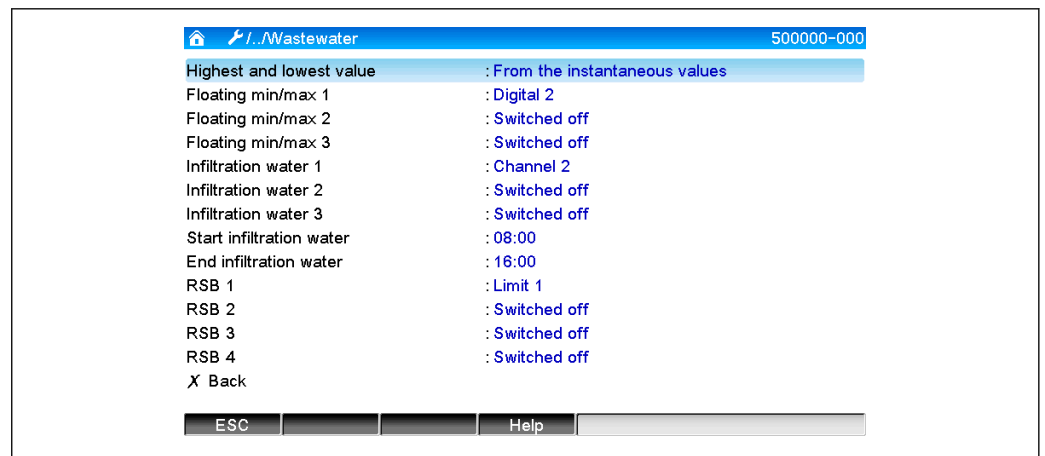 /../Wastewater 500000-000
Highest and lowest value : From the instantaneous values
Floating min/max 1 : Digital 2
Floating min/max 2 : Switched off
Floating min/max 3 : Switched off
Infiltration water 1 : Channel 2
Infiltration water 2 : Switched off
Infiltration water 3 : Switched off
Start infiltration water : 08:00
End infiltration water : 16:00
RSB 1 : Limit 1
RSB 2 : Switched off
RSB 3 : Switched off
RSB 4 : Switched off
X Back
ESC Help